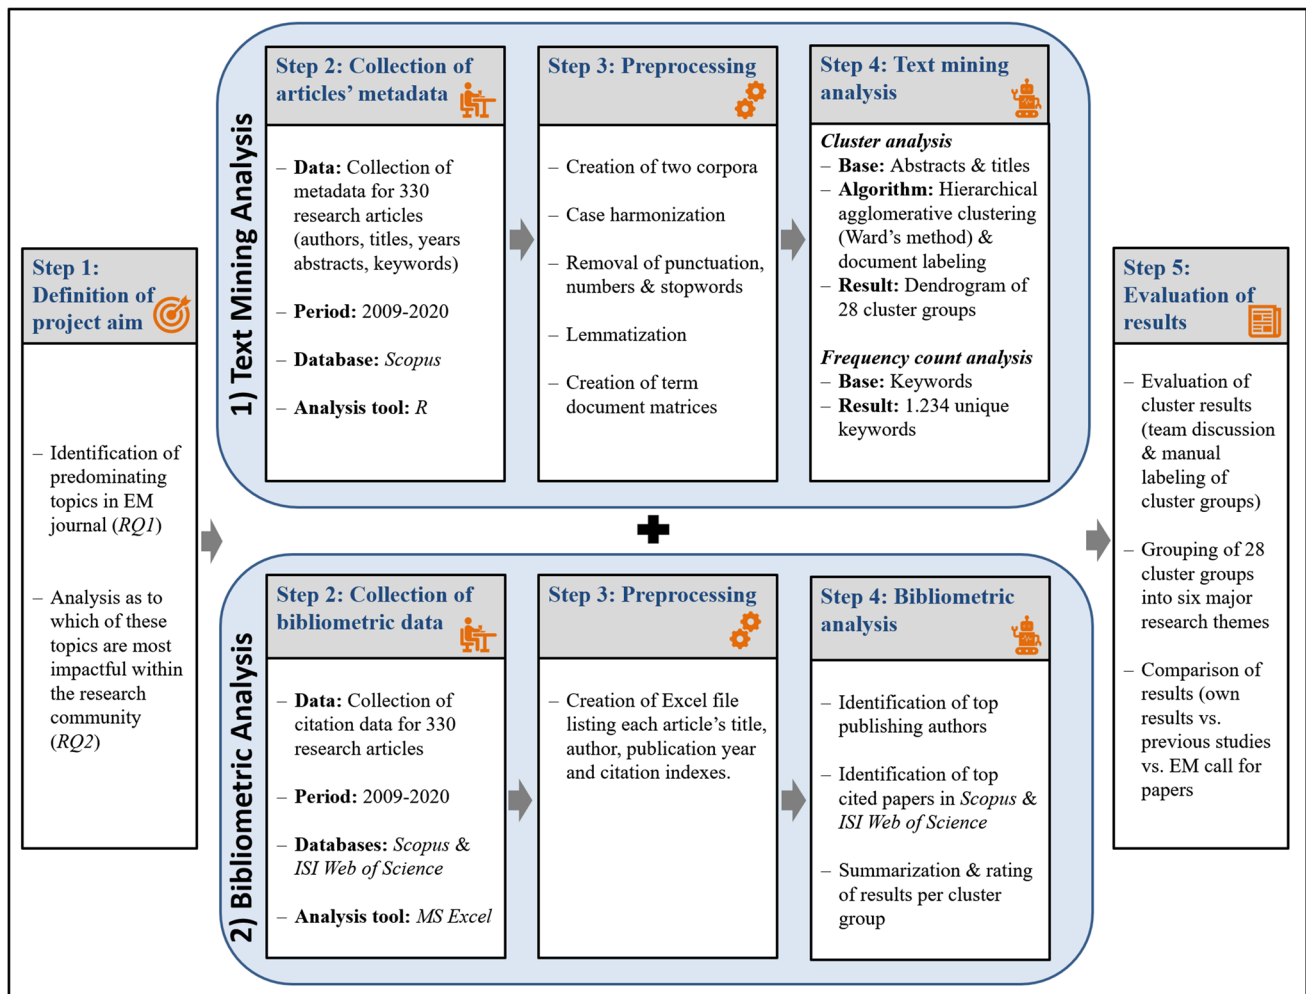 Step 1:
Definition of
project aim
– Identification of
predominating
topics in EM
journal (RQ1)
– Analysis as to
which of these
topics are most
impactful within
the research
community
(RQ2)
1) Text Mining Analysis
Step 2: Collection of
articles’ metadata
– Data: Collection of
metadata for 330
research articles
(authors, titles, years
abstracts, keywords)
– Period: 2009-2020
– Database: Scopus
– Analysis tool: R
Step 3: Preprocessing
– Creation of two corpora
– Case harmonization
– Removal of punctuation,
numbers & stopwords
– Lemmatization
– Creation of term
document matrices
Step 4: Text mining
analysis
Cluster analysis
– Base: Abstracts & titles
– Algorithm: Hierarchical
agglomerative clustering
(Ward’s method) &
document labeling
– Result: Dendrogram of
28 cluster groups
Frequency count analysis
– Base: Keywords
– Result: 1.234 unique
keywords
2) Bibliometric Analysis
Step 2: Collection of
bibliometric data
– Data: Collection of
citation data for 330
research articles
– Period: 2009-2020
– Databases: Scopus &
ISI Web of Science
– Analysis tool: MS Excel
Step 3: Preprocessing
– Creation of Excel file
listing each article’s title,
author, publication year
and citation indexes.
Step 4: Bibliometric
analysis
– Identification of top
publishing authors
– Identification of top
cited papers in Scopus &
ISI Web of Science
– Summarization & rating
of results per cluster
group
Step 5:
Evaluation of
results
– Evaluation of
cluster results
(team discussion
& manual
labeling of
cluster groups)
– Grouping of 28
cluster groups
into six major
research themes
– Comparison of
results (own
results vs.
previous studies
vs. EM call for
papers